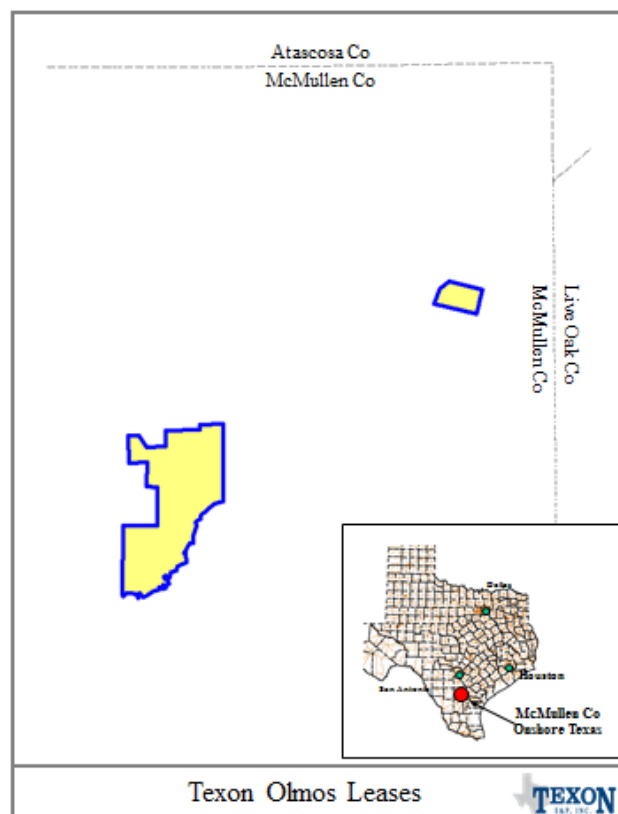 Atascosa Co
McMullen Co
McMullen Co
Live Oak Co
Dallas
Houston
San Antonio
McMullen Co
Onshore Texas
Texon Olmos Leases
TEXON